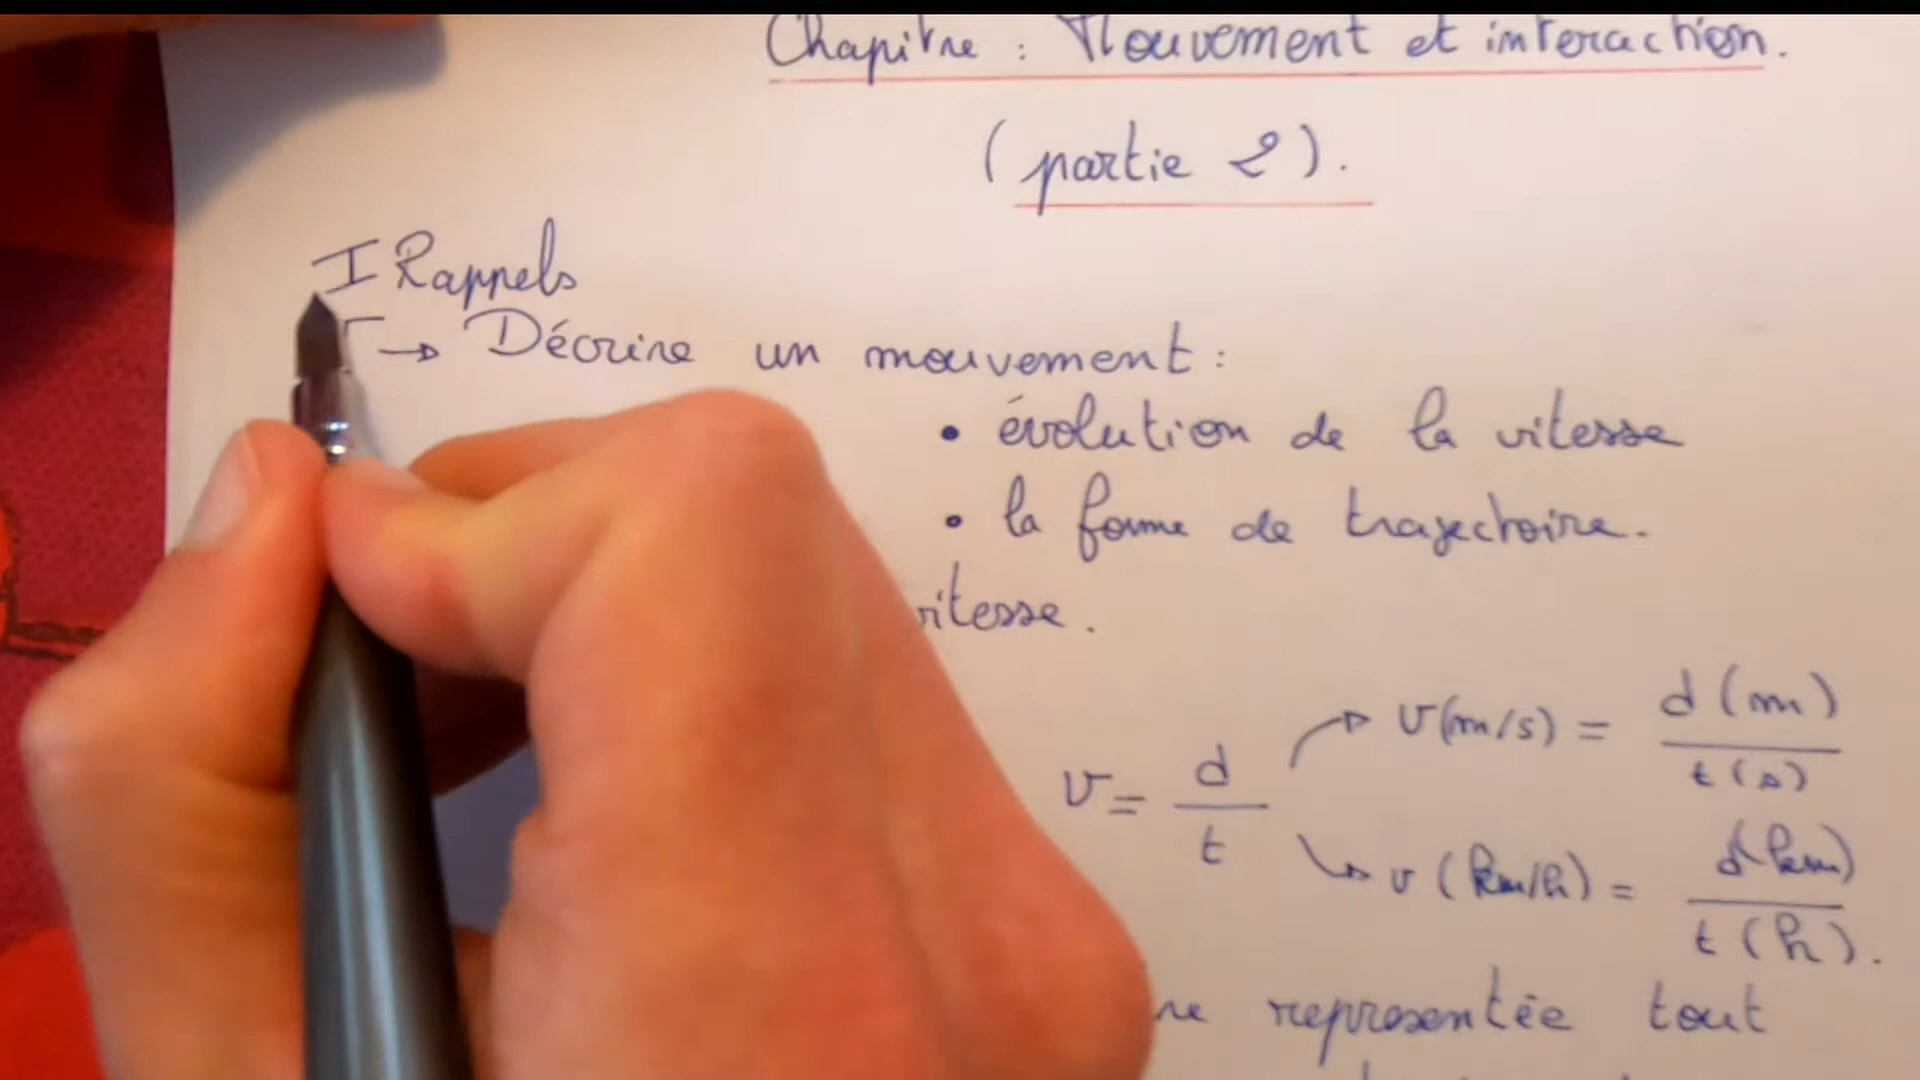 Chapitre : Mouvement et interaction.
(partie 2).
I Rappels
→ Décrire un mouvement :
• évolution de la vitesse
• la forme de trajectoire.
vitesse.
v = d / t
v(m/s) = d(m) / t(s)
v(km/h) = d(km) / t(h).
représentée tout